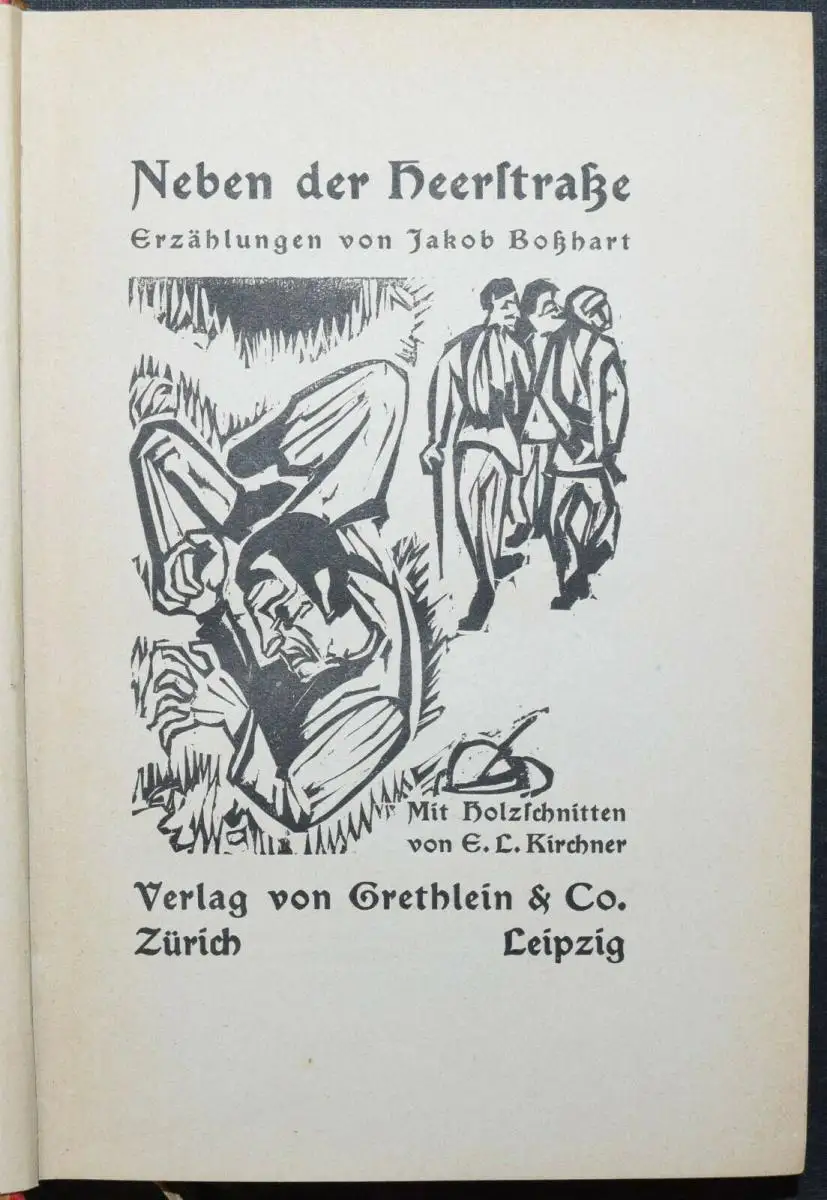 Neben der Heerſtraße
Erzählungen von Jakob Boßhart
Mit Holzſchnitten
von E. L. Kirchner
Verlag von Grethlein & Co.
Zürich Leipzig